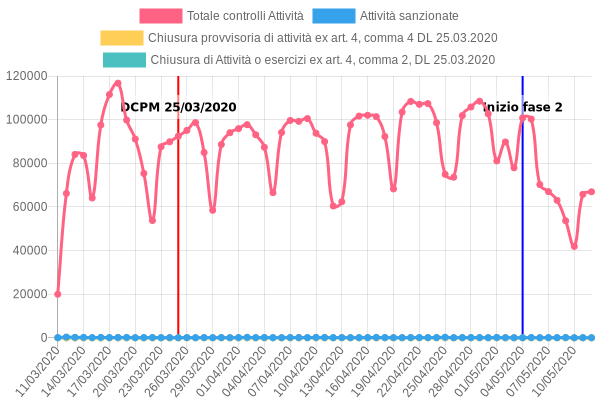 Totale controlli Attività Attività sanzionate
Chiusura provvisoria di attività ex art. 4, comma 4 DL 25.03.2020
Chiusura di Attività o esercizi ex art. 4, comma 2, DL 25.03.2020
120000
DCPM 25/03/2020 Inizio fase 2
100000
80000
60000
40000
20000
0
11/03/2020 14/03/2020 17/03/2020 20/03/2020 23/03/2020 26/03/2020 29/03/2020 01/04/2020 04/04/2020 07/04/2020 10/04/2020 13/04/2020 16/04/2020 19/04/2020 22/04/2020 25/04/2020 28/04/2020 01/05/2020 04/05/2020 07/05/2020 10/05/2020